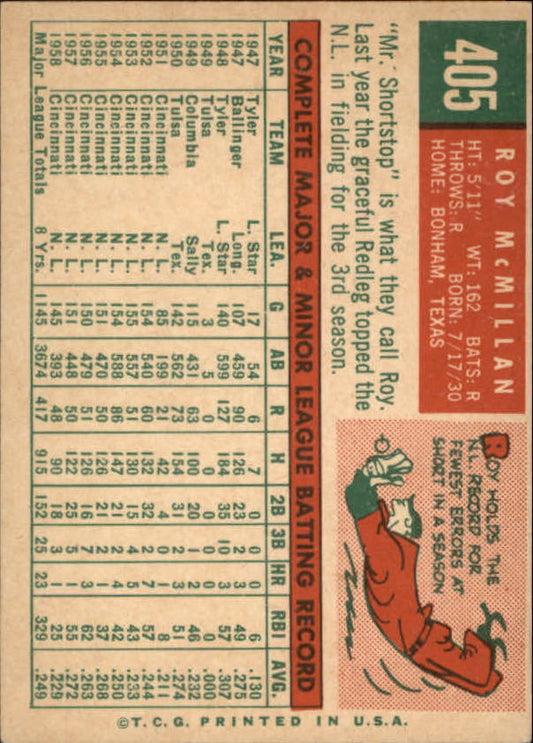 405
ROY McMILLAN
HT: 5'11" WT: 162 BATS: R
THROWS: R BORN: 7/17/30
HOME: BONHAM, TEXAS
"Mr. Shortstop" is what they call Roy.
Last year the graceful Redleg topped the
N.L. in fielding for the 3rd season.
ROY HOLDS THE
N.L. RECORD FOR
FEWEST ERRORS AT
SHORT IN A SEASON
COMPLETE MAJOR & MINOR LEAGUE BATTING RECORD
YEAR TEAM LEA. G AB R H 2B 3B HR RBI AVG.
1947 Tyler L. Star 17 54 6 7 0 0 0 6 .130
1947 Ballinger Long. 107 459 96 126 23 2 2 49 .275
1948 Tyler L. Star 140 599 127 184 35 10 3 57 .307
1949 Tulsa Tex. 3 5 0 0 0 0 0 0 .000
1949 Columbia Sally 116 431 63 100 20 1 2 46 .232
1950 Tulsa Tex. 142 562 73 154 31 2 3 51 .274
1951 Cincinnati N. L. 85 199 21 42 4 0 1 8 .211
1952 Cincinnati N. L. 154 540 60 132 32 2 7 57 .244
1953 Cincinnati N. L. 155 557 51 130 15 4 5 43 .233
1954 Cincinnati N. L. 154 588 86 147 21 2 4 42 .250
1955 Cincinnati N. L. 151 470 50 126 21 2 1 37 .268
1956 Cincinnati N. L. 150 479 51 126 16 7 3 62 .263
1957 Cincinnati N. L. 151 448 50 122 25 5 1 55 .272
1958 Cincinnati N. L. 145 393 48 90 18 3 1 25 .229
Major League Totals 8 Yrs. 1145 3674 417 915 152 25 23 329 .249
©T.C.G. PRINTED IN U.S.A.